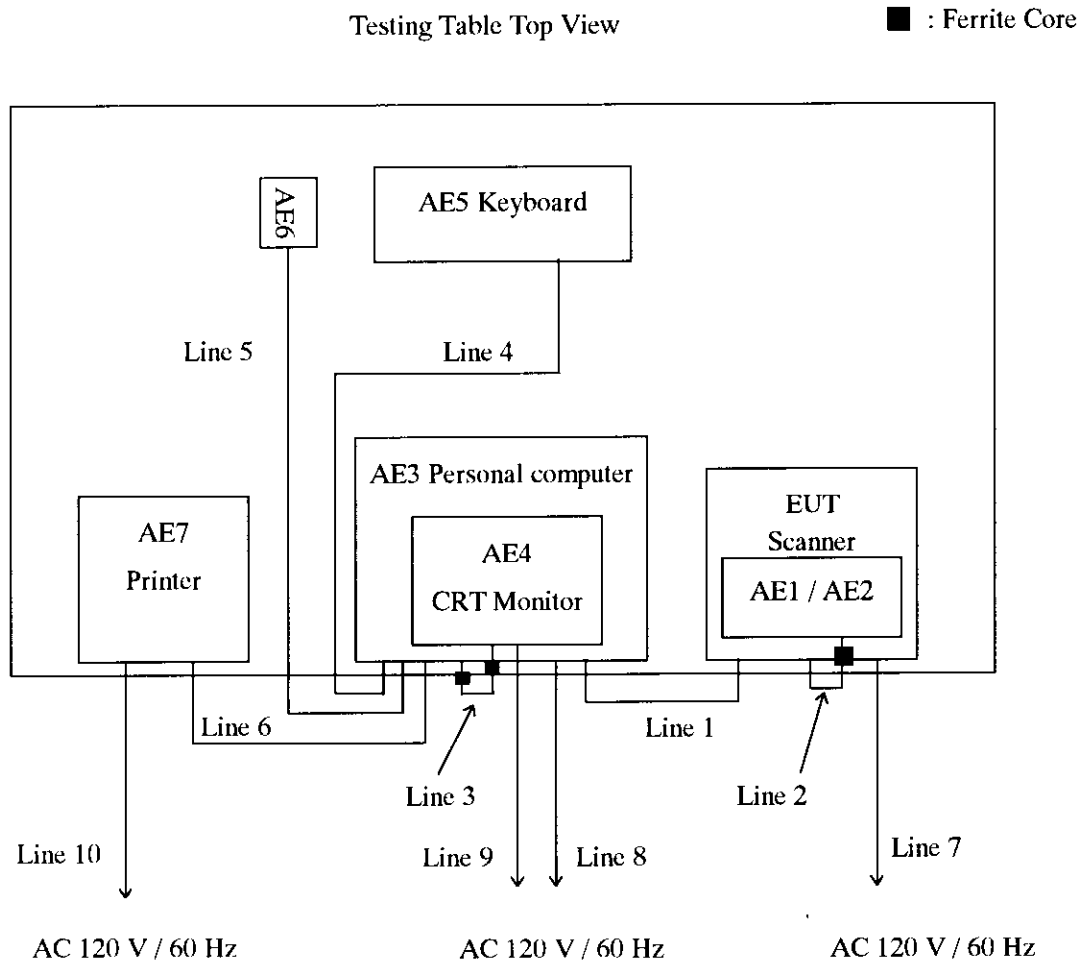 Testing Table Top View
: Ferrite Core
AE6
AE5 Keyboard
Line 5
Line 4
AE3 Personal computer
AE7
Printer
AE4
CRT Monitor
EUT
Scanner
AE1 / AE2
Line 6
Line 1
Line 3
Line 2
Line 10
Line 9
Line 8
Line 7
AC 120 V / 60 Hz
AC 120 V / 60 Hz
AC 120 V / 60 Hz